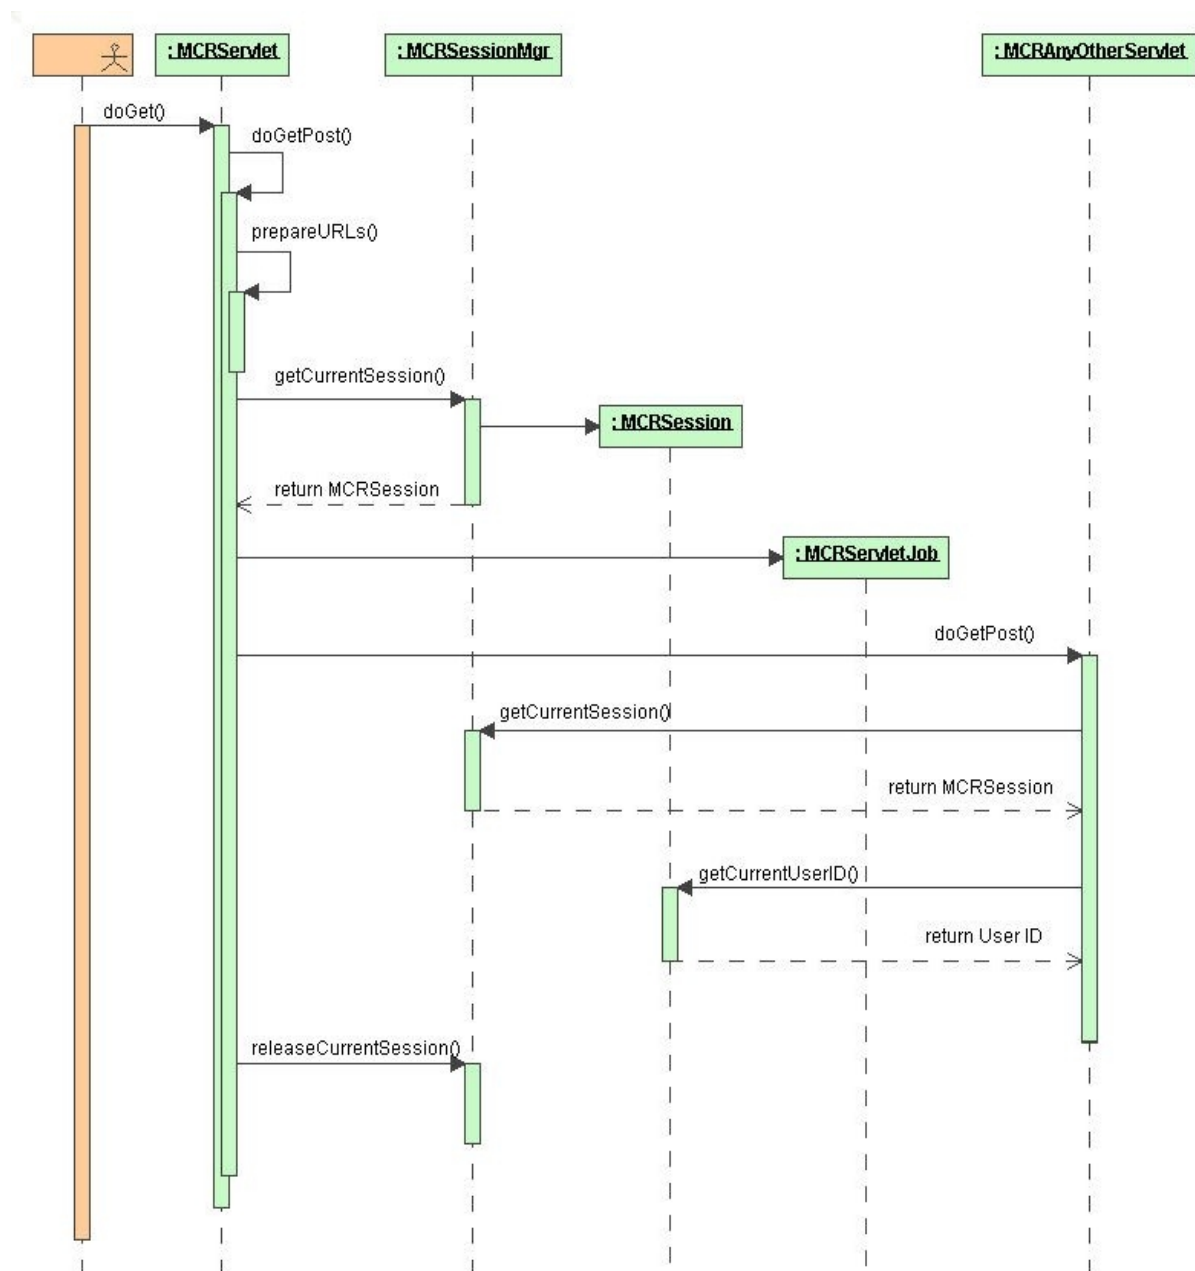 : MCRServlet
: MCRSessionMgr
: MCRAnyOtherServlet
doGet()
doGetPost()
prepareURLs()
getCurrentSession()
: MCRSession
return MCRSession
: MCRServletJob
doGetPost()
getCurrentSession()
return MCRSession
getCurrentUserID()
return User ID
releaseCurrentSession()